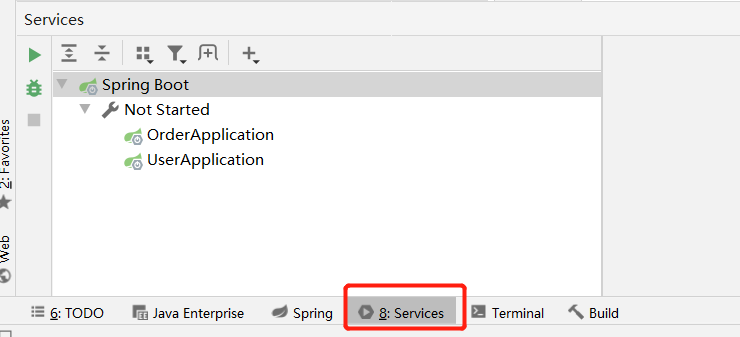 Services
Spring Boot
Not Started
OrderApplication
UserApplication
2: Favorites
Web
6: TODO Java Enterprise Spring 8: Services Terminal Build